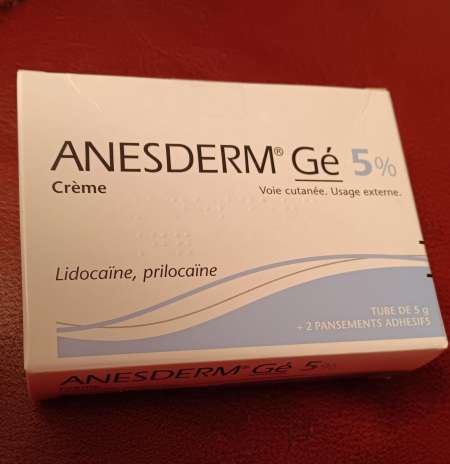 ANESDERM® Gé 5%
Crème
Voie cutanée. Usage externe.
Lidocaïne, prilocaïne
TUBE DE 5 g
+ 2 PANSEMENTS ADHESIFS
ANESDERM® Gé 5%
Crème